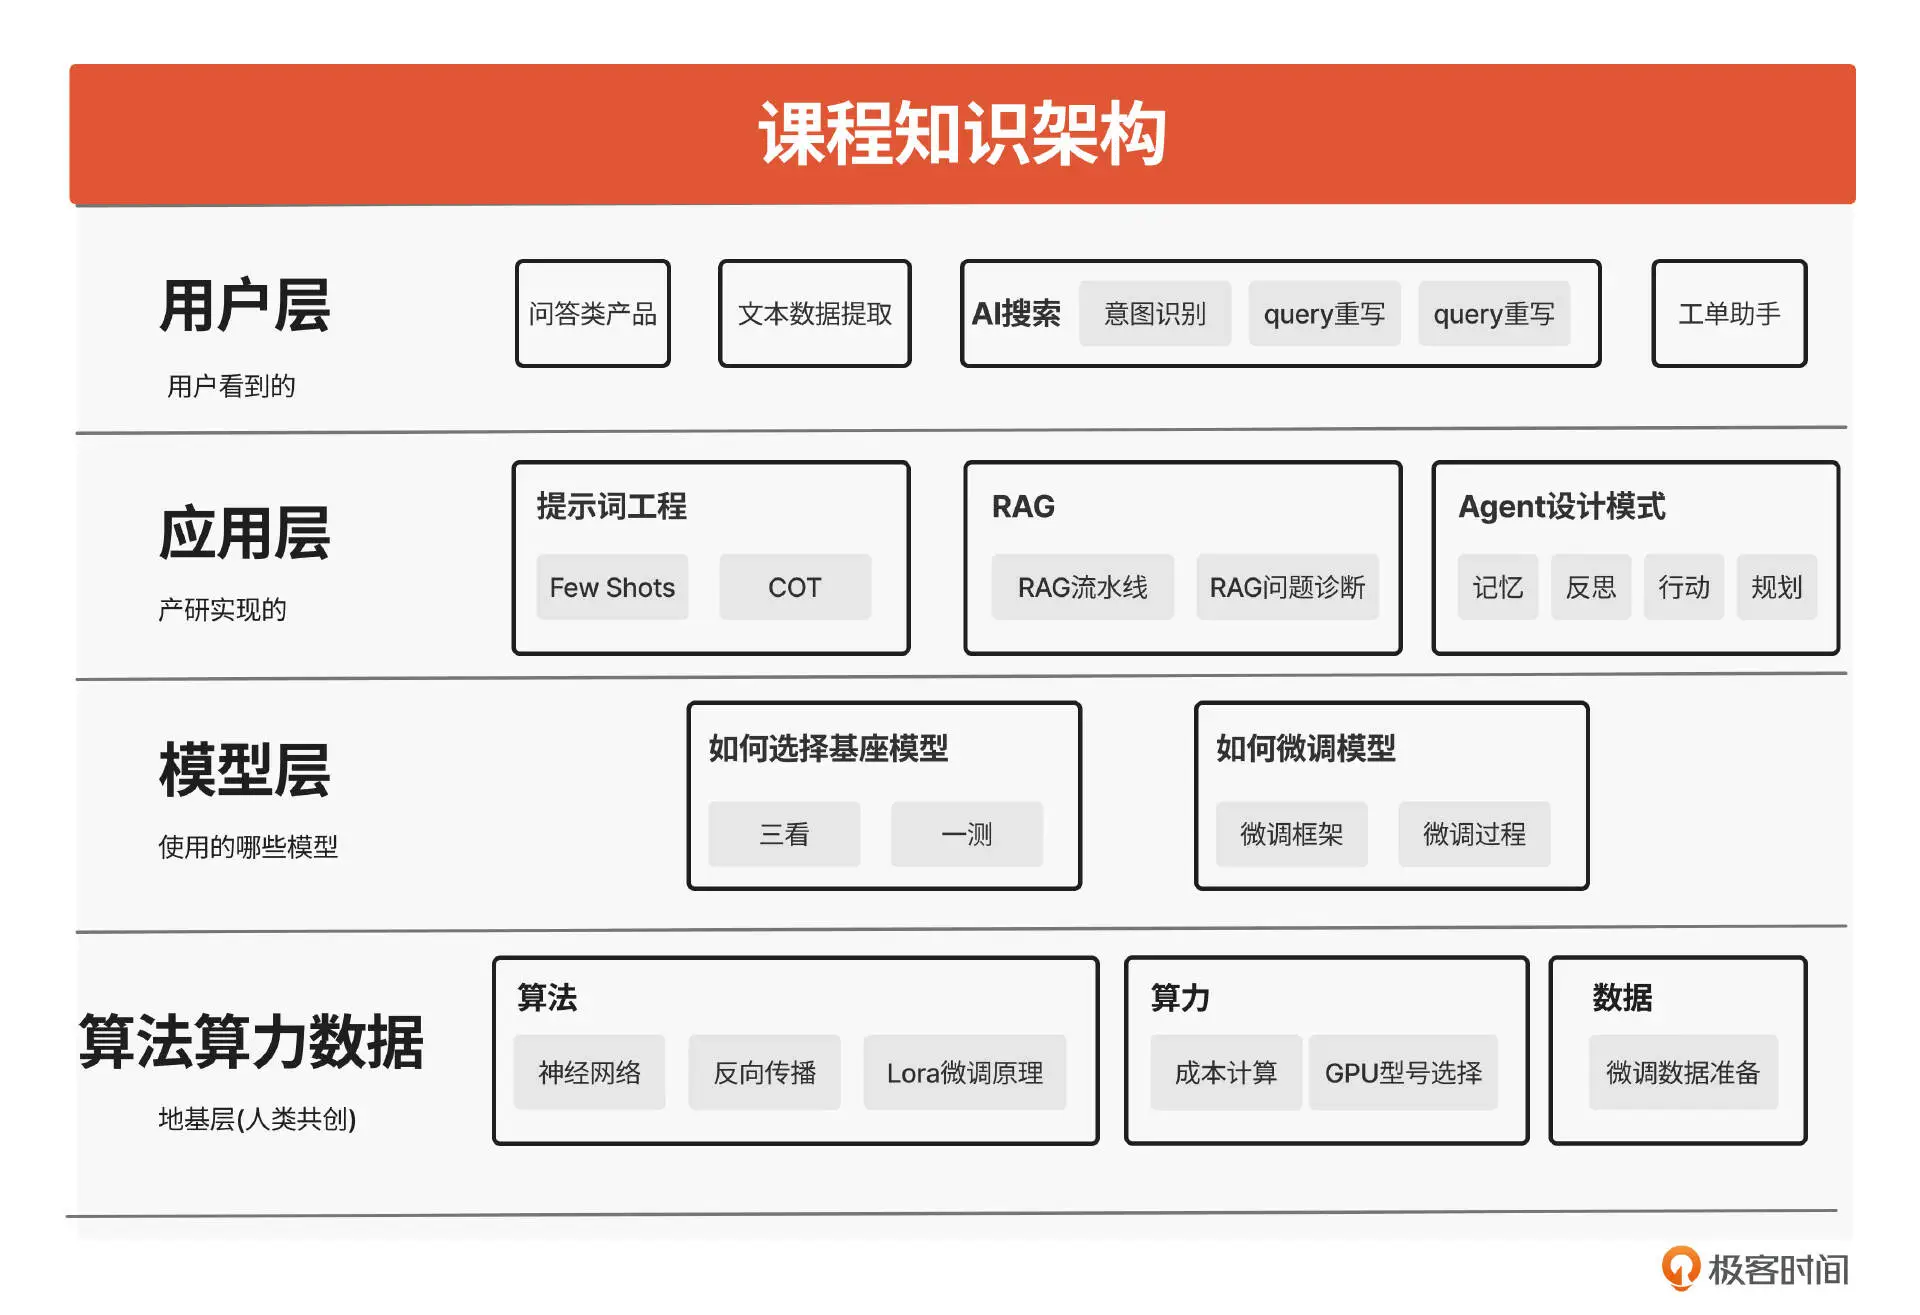 课程知识架构
用户层
用户看到的
问答类产品
文本数据提取
AI搜索
意图识别
query重写
query重写
工单助手
应用层
产研实现的
提示词工程
Few Shots
COT
RAG
RAG流水线
RAG问题诊断
Agent设计模式
记忆
反思
行动
规划
模型层
使用的哪些模型
如何选择基座模型
三看
一测
如何微调模型
微调框架
微调过程
算法算力数据
地基层(人类共创)
算法
神经网络
反向传播
Lora微调原理
算力
成本计算
GPU型号选择
数据
微调数据准备
极客时间